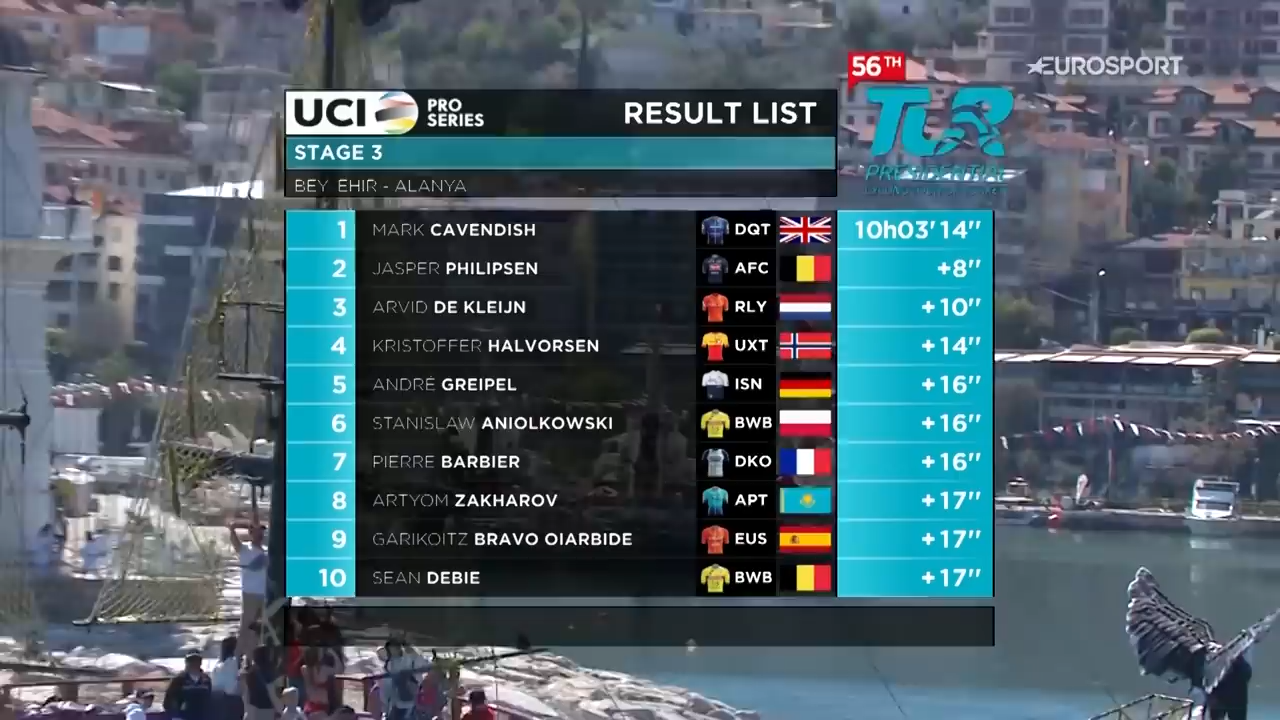 56TH
EUROSPORT
UCI PRO SERIES RESULT LIST
TUR
STAGE 3
PRESIDENTIAL
BEY EHIR - ALANYA
1 MARK CAVENDISH DQT 10h03'14"
2 JASPER PHILIPSEN AFC +8"
3 ARVID DE KLEIJN RLY +10"
4 KRISTOFFER HALVORSEN UXT +14"
5 ANDRÉ GREIPEL ISN +16"
6 STANISLAW ANIOLKOWSKI BWB +16"
7 PIERRE BARBIER DKO +16"
8 ARTYOM ZAKHAROV APT +17"
9 GARIKOITZ BRAVO OIARBIDE EUS +17"
10 SEAN DEBIE BWB +17"